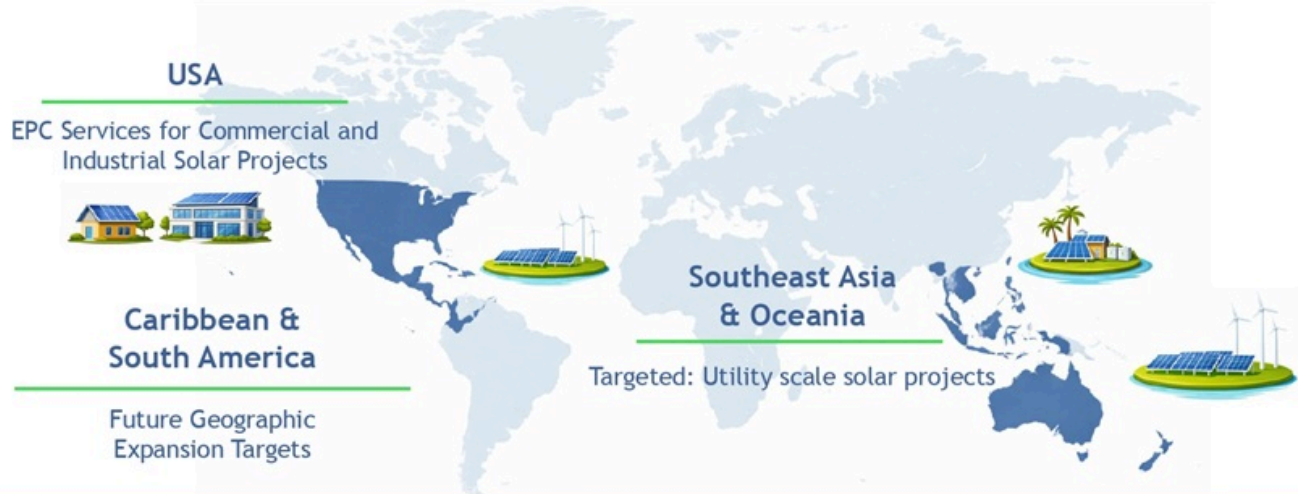 USA
EPC Services for Commercial and
Industrial Solar Projects
Caribbean &
South America
Future Geographic
Expansion Targets
Southeast Asia
& Oceania
Targeted: Utility scale solar projects